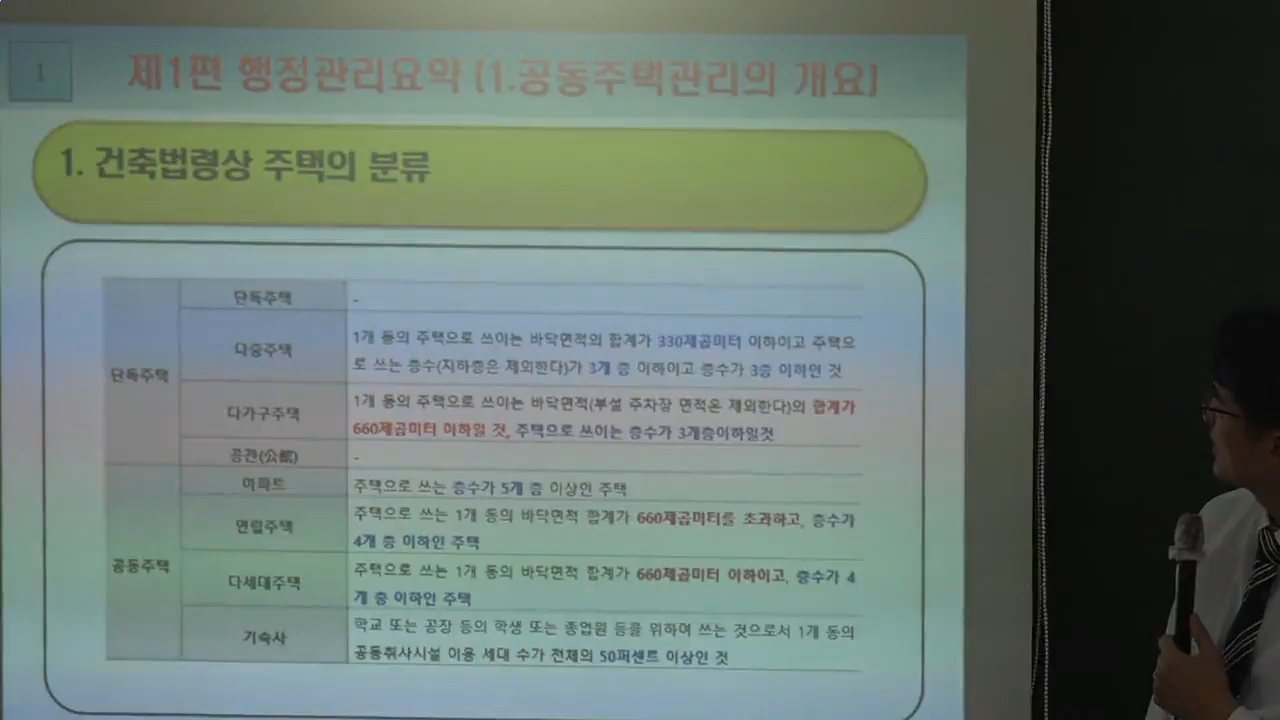 1
제1편 행정관리요약 (1.공동주택관리의 개요)
1. 건축법령상 주택의 분류
단독주택
단독주택
-
다중주택
1개 동의 주택으로 쓰이는 바닥면적의 합계가 330제곱미터 이하이고 주택으
로 쓰는 층수(지하층은 제외한다)가 3개 층 이하이고 층수가 3층 이하인 것
다가구주택
1개 동의 주택으로 쓰이는 바닥면적(부설 주차장 면적은 제외한다)의 합계가
660제곱미터 이하일 것, 주택으로 쓰이는 층수가 3개층이하일것
공관(公館)
-
공동주택
아파트
주택으로 쓰는 층수가 5개 층 이상인 주택
연립주택
주택으로 쓰는 1개 동의 바닥면적 합계가 660제곱미터를 초과하고, 층수가
4개 층 이하인 주택
다세대주택
주택으로 쓰는 1개 동의 바닥면적 합계가 660제곱미터 이하이고, 층수가 4
개 층 이하인 주택
기숙사
학교 또는 공장 등의 학생 또는 종업원 등를 위하여 쓰는 것으로서 1개 동의
공동취사시설 이용 세대 수가 전체의 50퍼센트 이상인 것